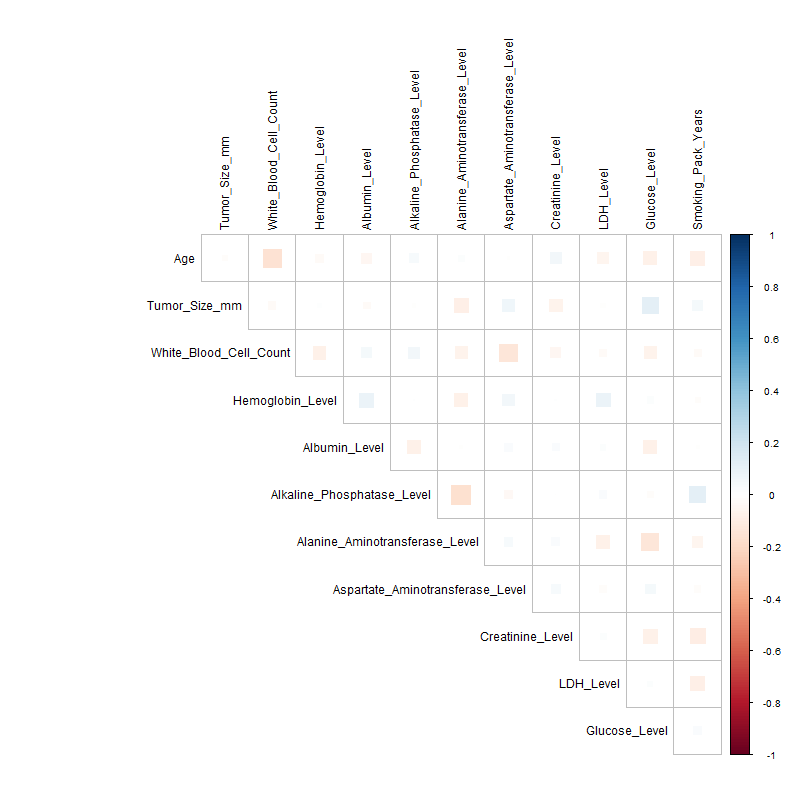 Tumor_Size_mm
White_Blood_Cell_Count
Hemoglobin_Level
Albumin_Level
Alkaline_Phosphatase_Level
Alanine_Aminotransferase_Level
Aspartate_Aminotransferase_Level
Creatinine_Level
LDH_Level
Glucose_Level
Smoking_Pack_Years
Age
Tumor_Size_mm
White_Blood_Cell_Count
Hemoglobin_Level
Albumin_Level
Alkaline_Phosphatase_Level
Alanine_Aminotransferase_Level
Aspartate_Aminotransferase_Level
Creatinine_Level
LDH_Level
Glucose_Level
1
0.8
0.6
0.4
0.2
0
-0.2
-0.4
-0.6
-0.8
-1